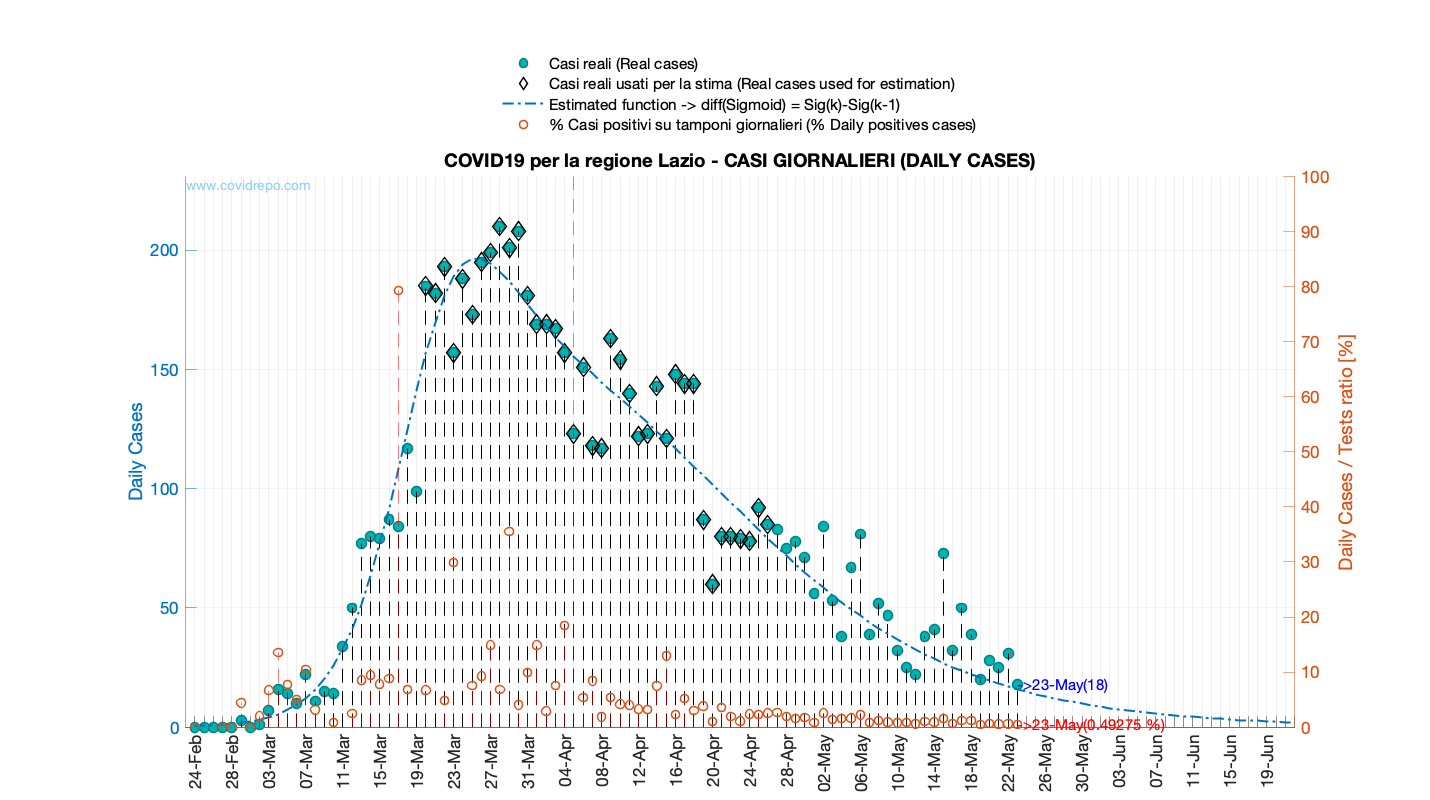 Casi reali (Real cases)
Casi reali usati per la stima (Real cases used for estimation)
Estimated function -> diff(Sigmoid) = Sig(k)-Sig(k-1)
% Casi positivi su tamponi giornalieri (% Daily positives cases)
COVID19 per la regione Lazio - CASI GIORNALIERI (DAILY CASES)
www.covidrepo.com
Daily Cases
200
150
100
50
0
100
90
80
70
60
50
40
30
20
10
0
Daily Cases / Tests ratio [%]
>23-May(18)
>23-May(0.49275 %)
24-Feb
28-Feb
03-Mar
07-Mar
11-Mar
15-Mar
19-Mar
23-Mar
27-Mar
31-Mar
04-Apr
08-Apr
12-Apr
16-Apr
20-Apr
24-Apr
28-Apr
02-May
06-May
10-May
14-May
18-May
22-May
26-May
30-May
03-Jun
07-Jun
11-Jun
15-Jun
19-Jun